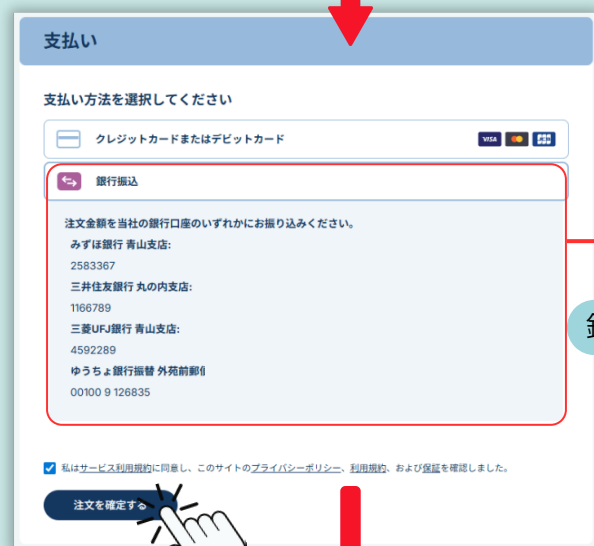 支払い
支払い方法を選択してください
クレジットカードまたはデビットカード VISA JCB
銀行振込
注文金額を当社の銀行口座のいずれかにお振り込みください。
みずほ銀行 青山支店:
2583367
三井住友銀行 丸の内支店:
1166789
三菱UFJ銀行 青山支店:
4592289
ゆうちょ銀行振替 外苑前郵
00100 9 126835
私はサービス利用規約に同意し、このサイトのプライバシーポリシー、利用規約、および保証を確認しました。
注文を確定する